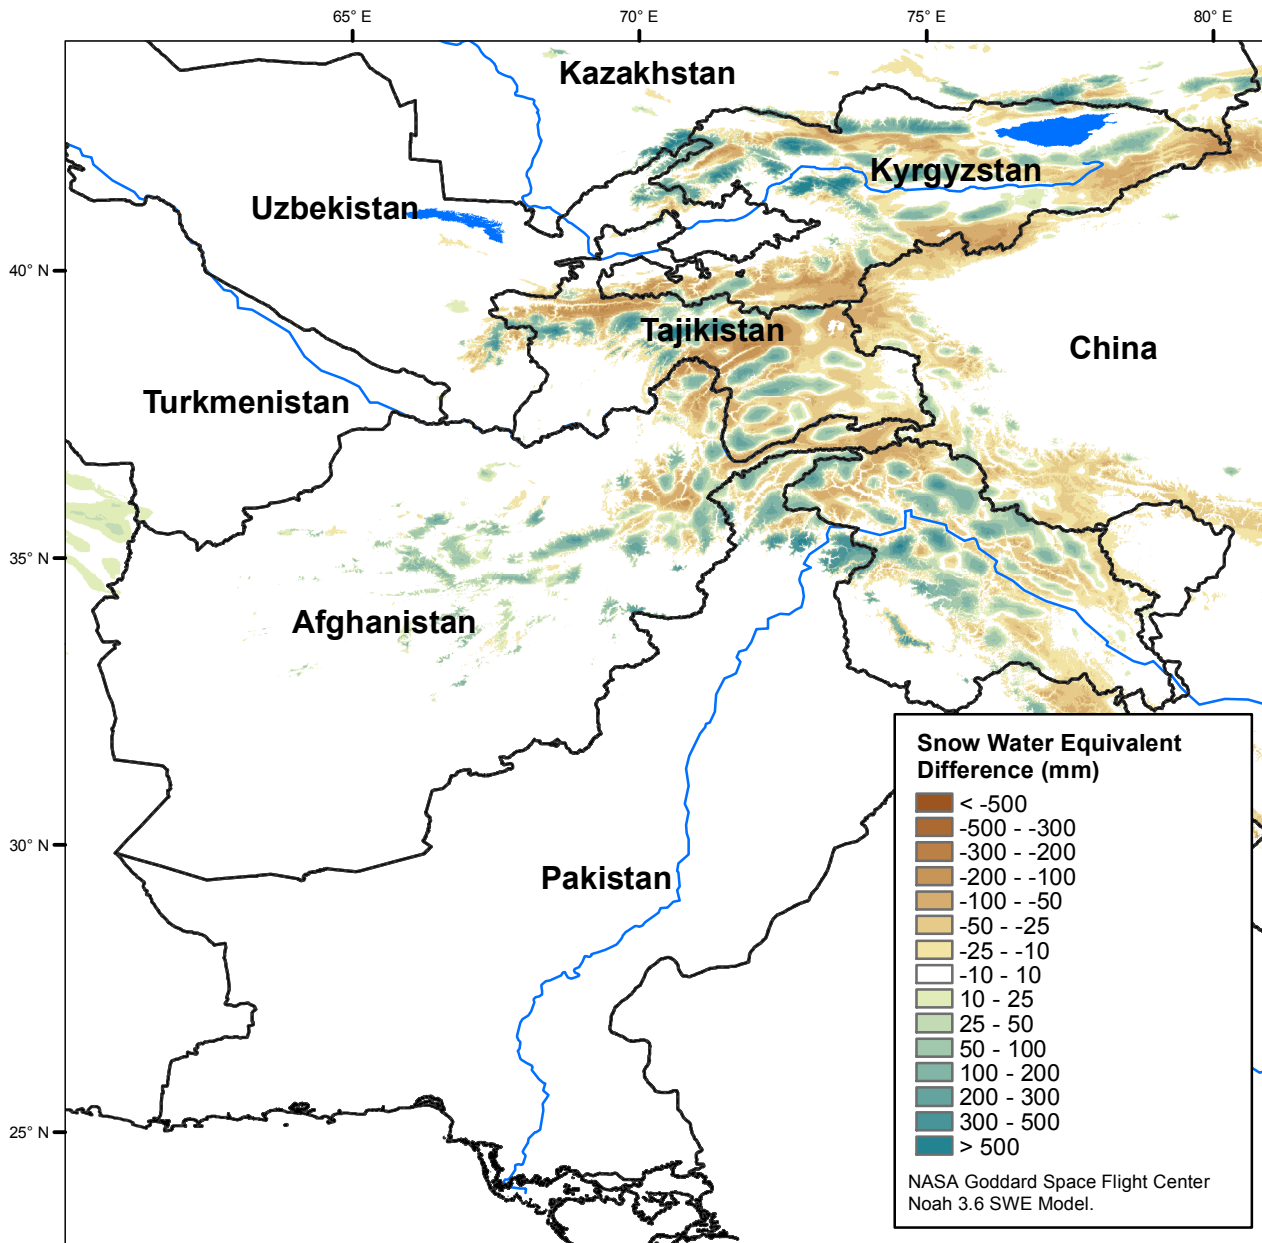 65° E
70° E
75° E
80° E
Kazakhstan
Kyrgyzstan
Uzbekistan
40° N
Tajikistan
China
Turkmenistan
35° N
Afghanistan
Snow Water Equivalent
Difference (mm)
< -500
-500 - -300
-300 - -200
-200 - -100
-100 - -50
-50 - -25
-25 - -10
-10 - 10
10 - 25
25 - 50
50 - 100
100 - 200
200 - 300
300 - 500
> 500
30° N
Pakistan
25° N
NASA Goddard Space Flight Center
Noah 3.6 SWE Model.